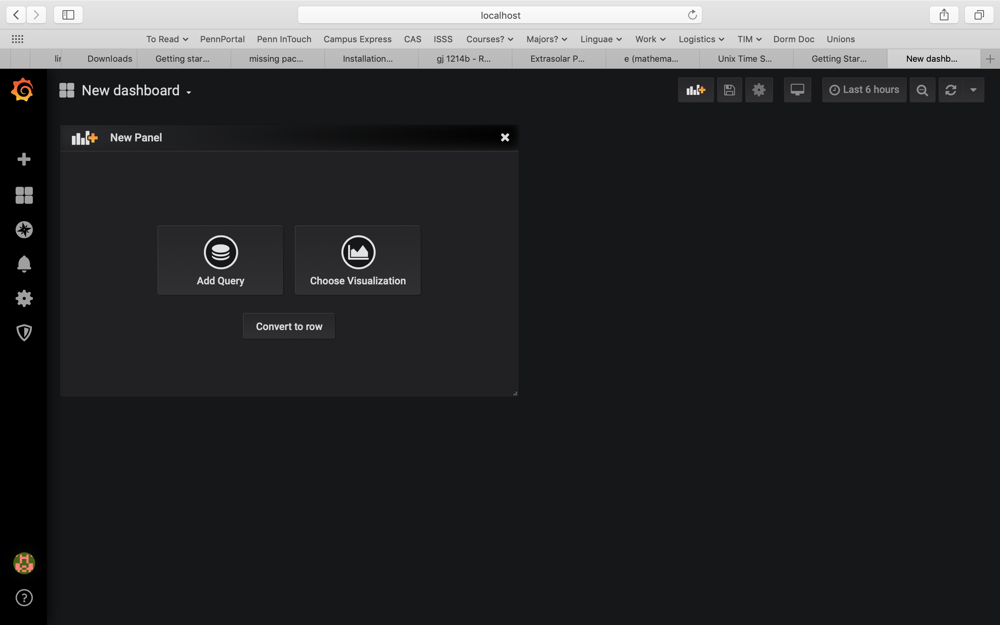 localhost
To Read PennPortal Penn InTouch Campus Express CAS ISSS Courses? Majors? Linguae Work Logistics TIM Dorm Doc Unions
Downloads Getting star... missing pac... Installation... gj 1214b - R... Extrasolar P... e (mathema... Unix Time S... Getting Star... New dashb...
New dashboard
Last 6 hours
New Panel
Add Query
Choose Visualization
Convert to row